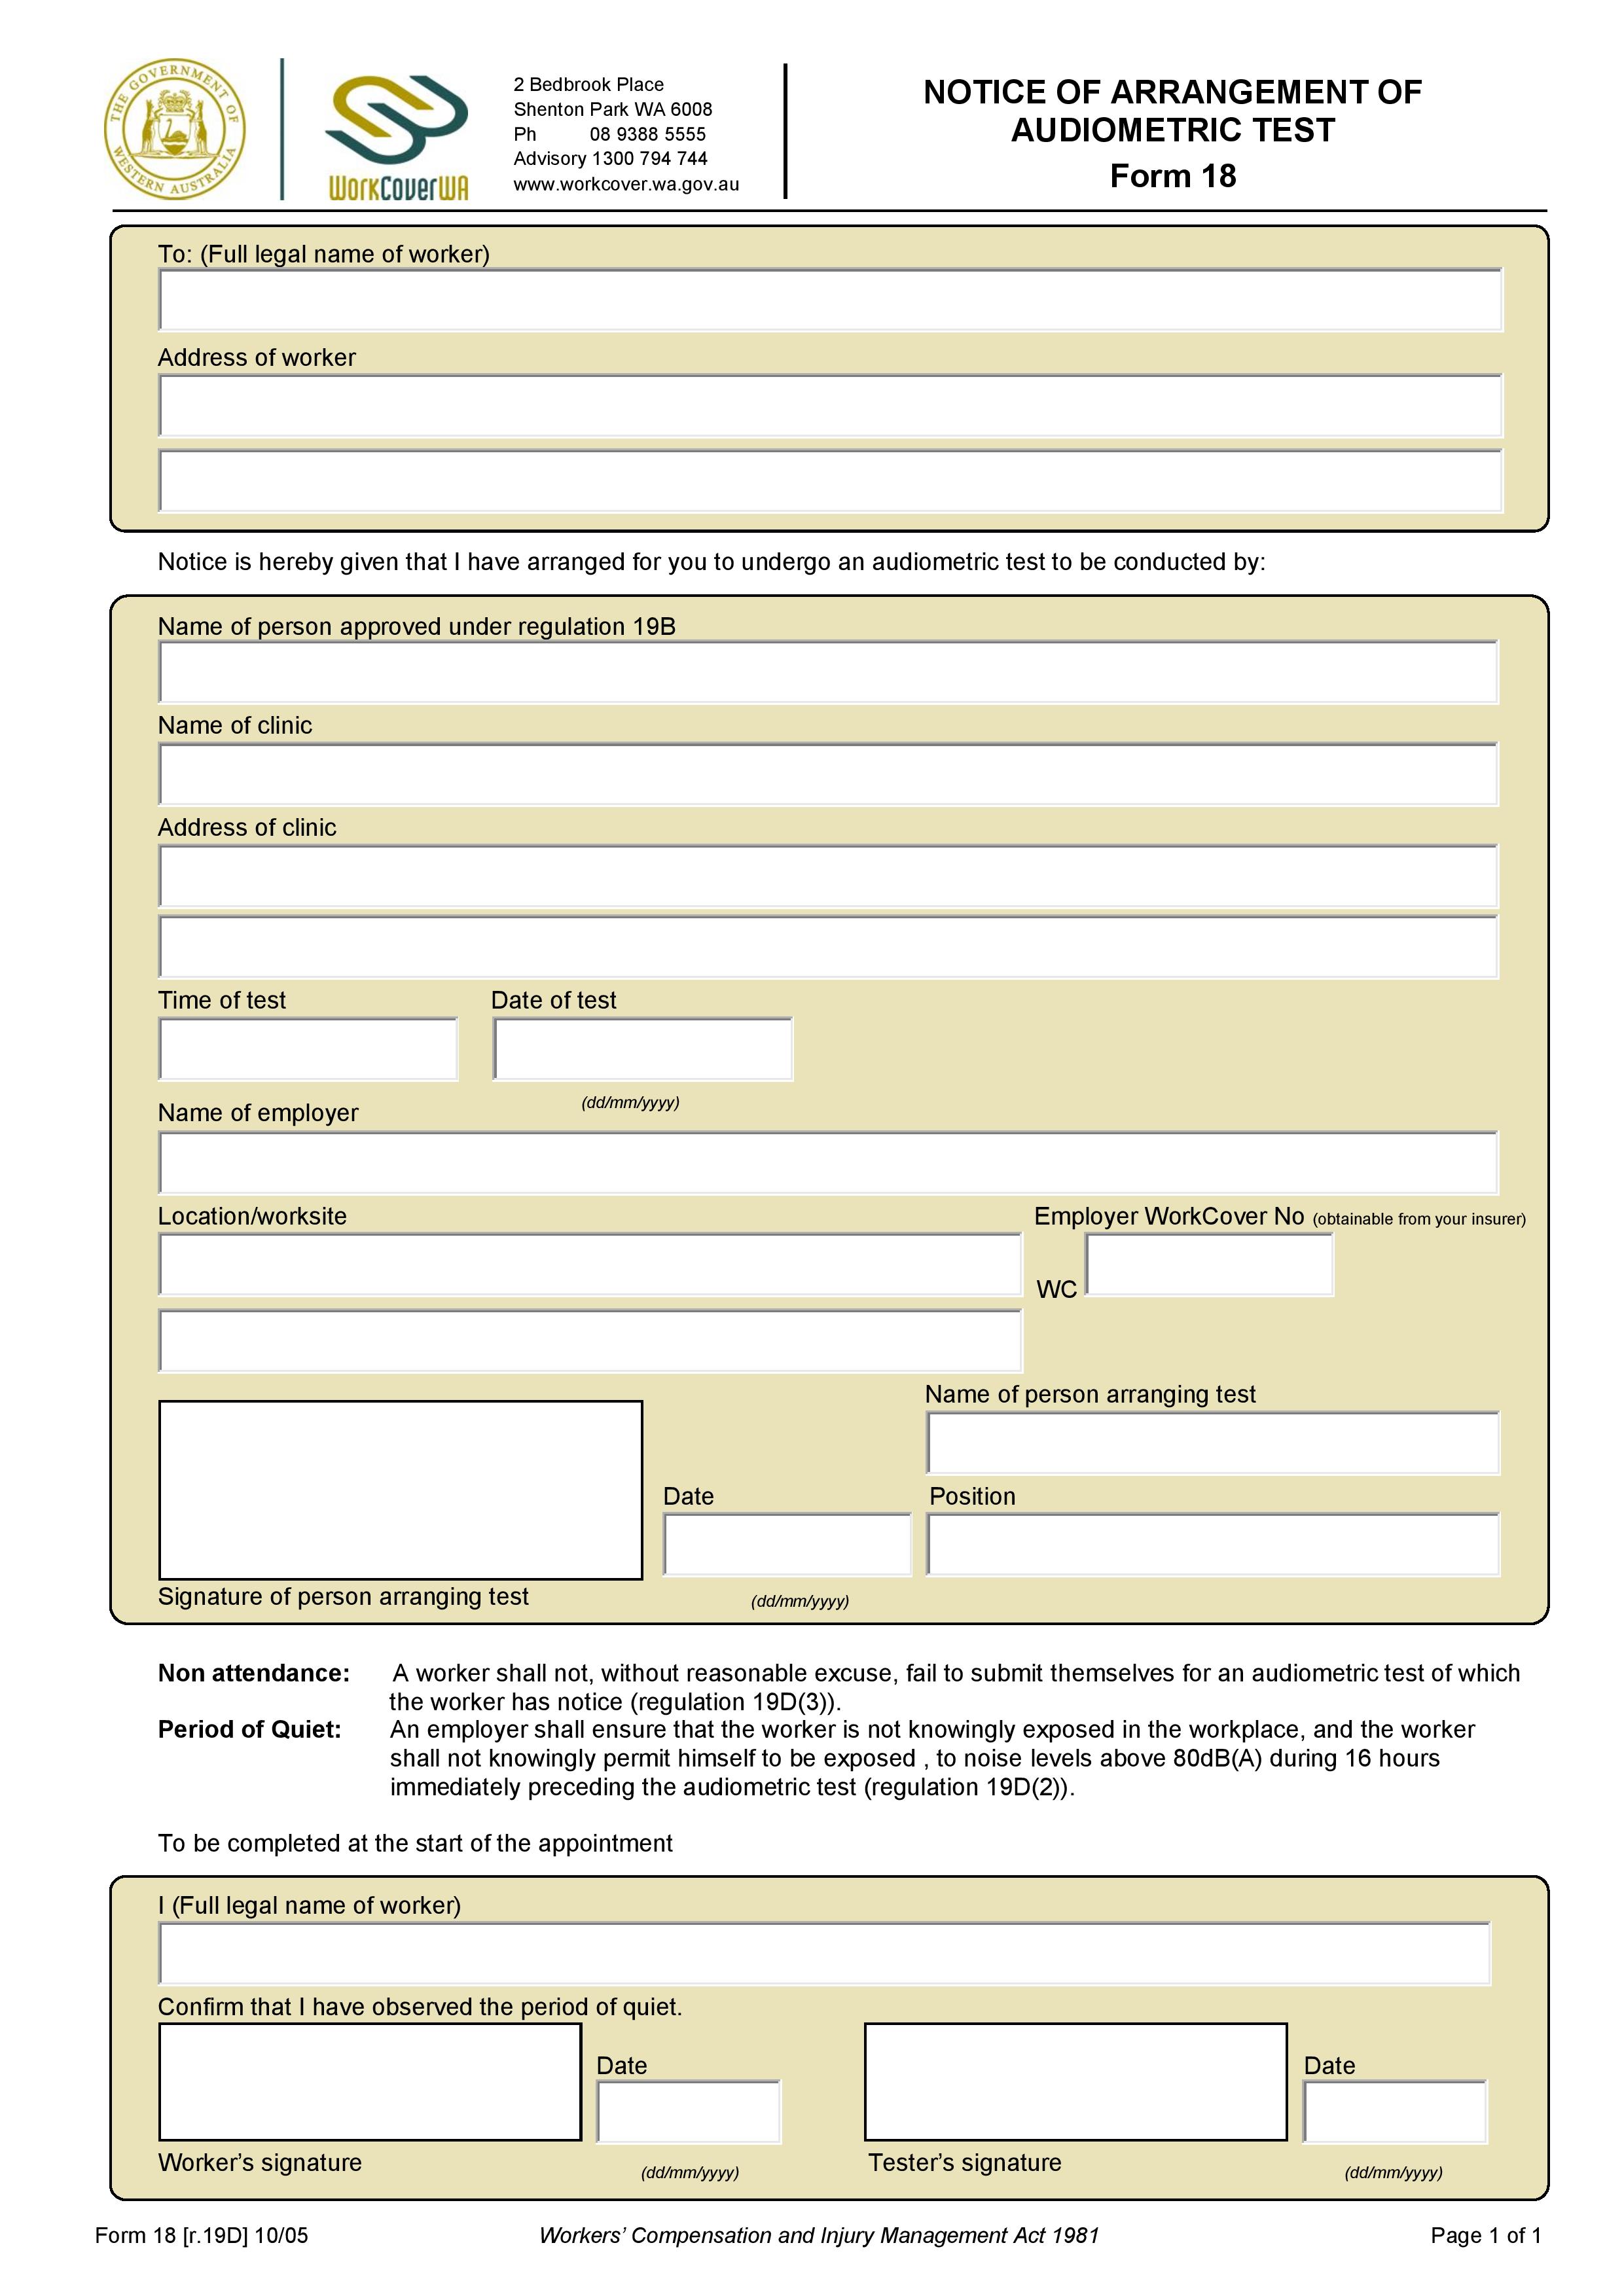 THE GOVERNMENT OF
WESTERN AUSTRALIA
WorkCoverWA
2 Bedbrook Place
Shenton Park WA 6008
Ph 08 9388 5555
Advisory 1300 794 744
www.workcover.wa.gov.au
NOTICE OF ARRANGEMENT OF
AUDIOMETRIC TEST
Form 18
To: (Full legal name of worker)
Address of worker
Notice is hereby given that I have arranged for you to undergo an audiometric test to be conducted by:
Name of person approved under regulation 19B
Name of clinic
Address of clinic
Time of test Date of test
(dd/mm/yyyy)
Name of employer
Location/worksite Employer WorkCover No (obtainable from your insurer)
WC
Name of person arranging test
Date Position
Signature of person arranging test (dd/mm/yyyy)
Non attendance: A worker shall not, without reasonable excuse, fail to submit themselves for an audiometric test of which
the worker has notice (regulation 19D(3)).
Period of Quiet: An employer shall ensure that the worker is not knowingly exposed in the workplace, and the worker
shall not knowingly permit himself to be exposed , to noise levels above 80dB(A) during 16 hours
immediately preceding the audiometric test (regulation 19D(2)).
To be completed at the start of the appointment
I (Full legal name of worker)
Confirm that I have observed the period of quiet.
Date Date
Worker’s signature (dd/mm/yyyy) Tester’s signature (dd/mm/yyyy)
Form 18 [r.19D] 10/05 Workers’ Compensation and Injury Management Act 1981 Page 1 of 1